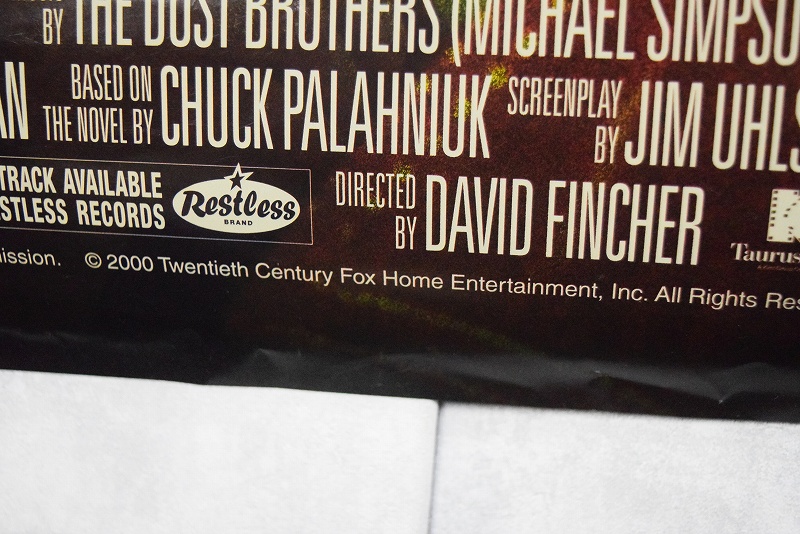 BY THE DUST BROTHERS (MICHAEL SIMPSO
AN BASED ON THE NOVEL BY CHUCK PALAHNIUK SCREENPLAY BY JIM UHLS
TRACK AVAILABLE
ESTLESS RECORDS
Restless
BRAND
DIRECTED BY DAVID FINCHER
Taurus
ission. © 2000 Twentieth Century Fox Home Entertainment, Inc. All Rights Res